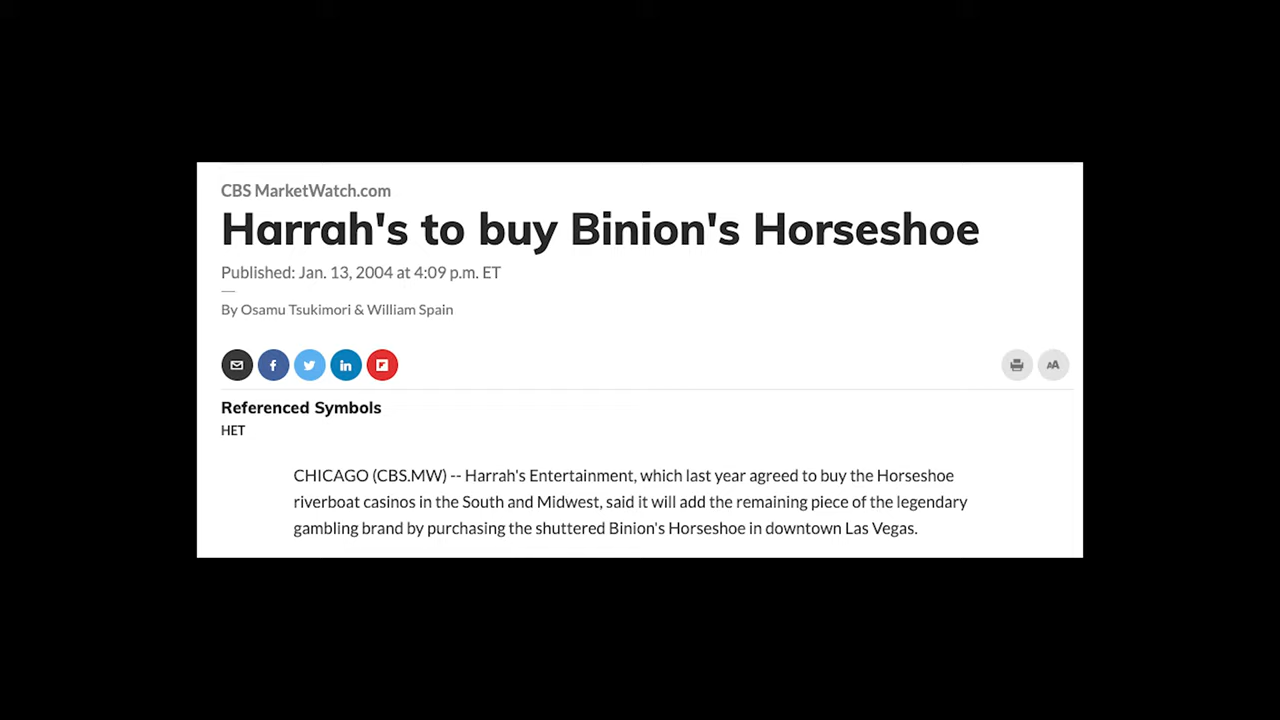 CBS MarketWatch.com
Harrah's to buy Binion's Horseshoe
Published: Jan. 13, 2004 at 4:09 p.m. ET
By Osamu Tsukimori & William Spain
f in AA
Referenced Symbols
HET
CHICAGO (CBS.MW) -- Harrah's Entertainment, which last year agreed to buy the Horseshoe
riverboat casinos in the South and Midwest, said it will add the remaining piece of the legendary
gambling brand by purchasing the shuttered Binion's Horseshoe in downtown Las Vegas.